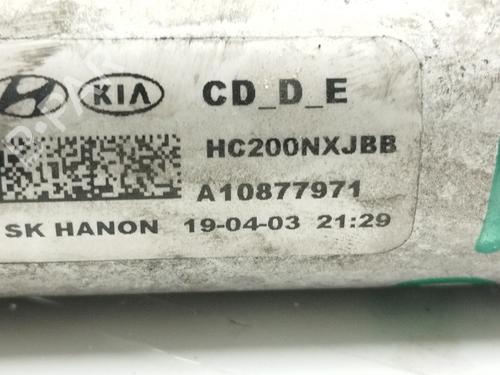 KIA CD_D_E
HC200NXJBB
A10877971
SK HANON 19-04-03 21:29